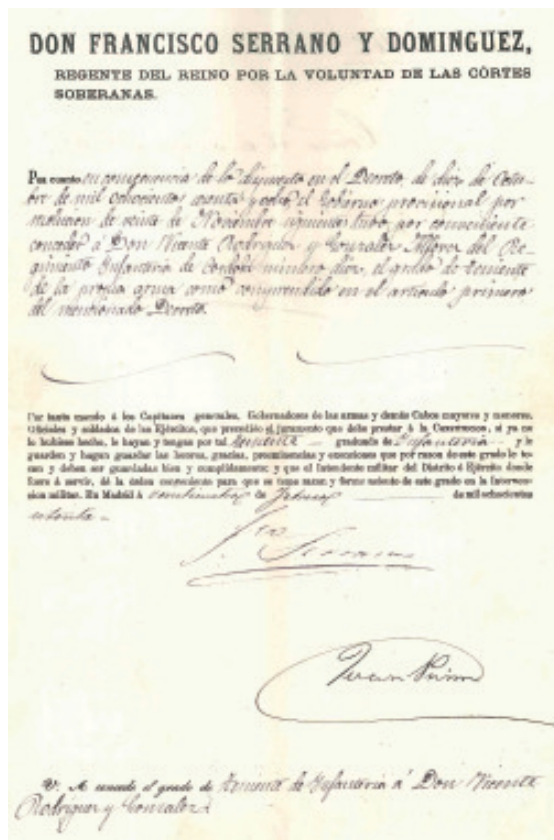 DON FRANCISCO SERRANO Y DOMINGUEZ,
REGENTE DEL REINO POR LA VOLUNTAD DE LAS CÓRTES
SOBERANAS.
Por cuanto en consecuencia de lo dispuesto en el Decreto, de diez de Octu-
bre de mil ochocientos sesenta y ocho el Gobierno provisional por
resolucion de veinte de Noviembre siguiente tubo por conveniente
conceder á Don Vicente Rodriguez y Gonzalez Alferez del Re-
gimiento Infantería de número diez, el grado de teniente
de la propia arma como comprendido en el artículo primero
del mencionado Decreto.
Por tanto mando á los Capitanes generales, Gobernadores de las armas y demás Cabos mayores y menores,
Oficiales y soldados de los Ejércitos, que precedido el juramento que debe prestar á la Constitucion, si ya no
lo hubiese hecho, le hayan y tengan por tal teniente graduado de Infantería y le
guarden y hagan guardar las honras, gracias, preeminencias y exenciones que por razon de este grado le to-
can y deben ser guardadas bien y cumplidamente; y que el Intendente militar del Distrito ó Ejército donde
fuere á servir, dé la órden conveniente para que se tome razon y forme asiento de este grado en la Interven-
cion militar. En Madrid á de de mil ochocientos
setenta
Serrano
Juan Prim
V. A. concede el grado de teniente de Infantería á Don Vicente
Rodriguez y Gonzalez.